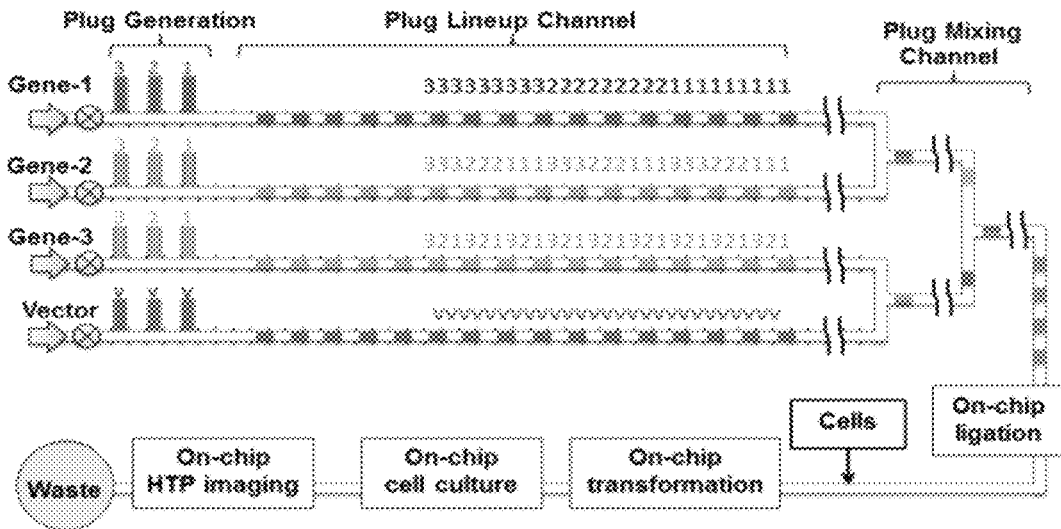 Plug Generation
Plug Lineup Channel
Plug Mixing
Channel
Gene-1
333333333222222222111111111
Gene-2
333222111333222111333222111
Gene-3
321321321321321321321321321
Vector
V V V
vvvvvvvvvvvvvvvvvvvvvvvvvvv
Cells
On-chip
ligation
On-chip
transformation
On-chip
cell culture
On-chip
HTP imaging
Waste